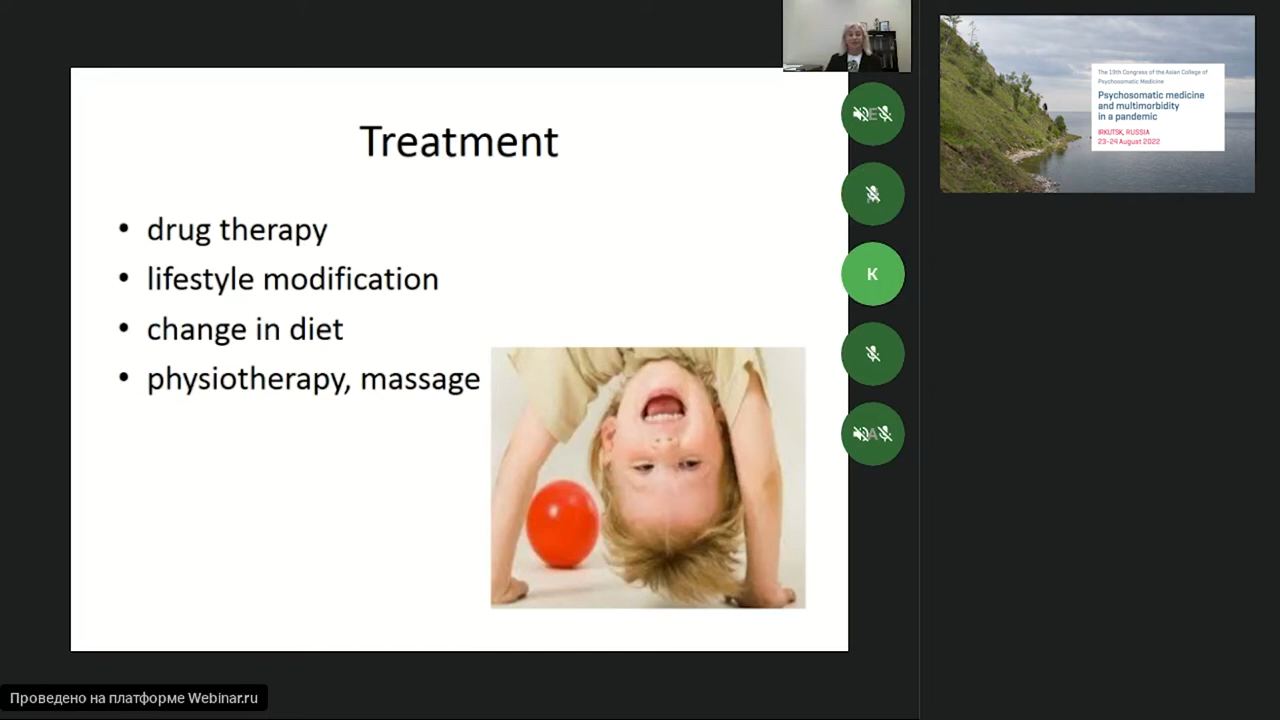 Treatment
• drug therapy
• lifestyle modification
• change in diet
• physiotherapy, massage
E
K
A
The 19th Congress of the Asian College of
Psychosomatic Medicine
Psychosomatic medicine
and multimorbidity
in a pandemic
IRKUTSK, RUSSIA
23-24 August 2022
Проведено на платформе Webinar.ru